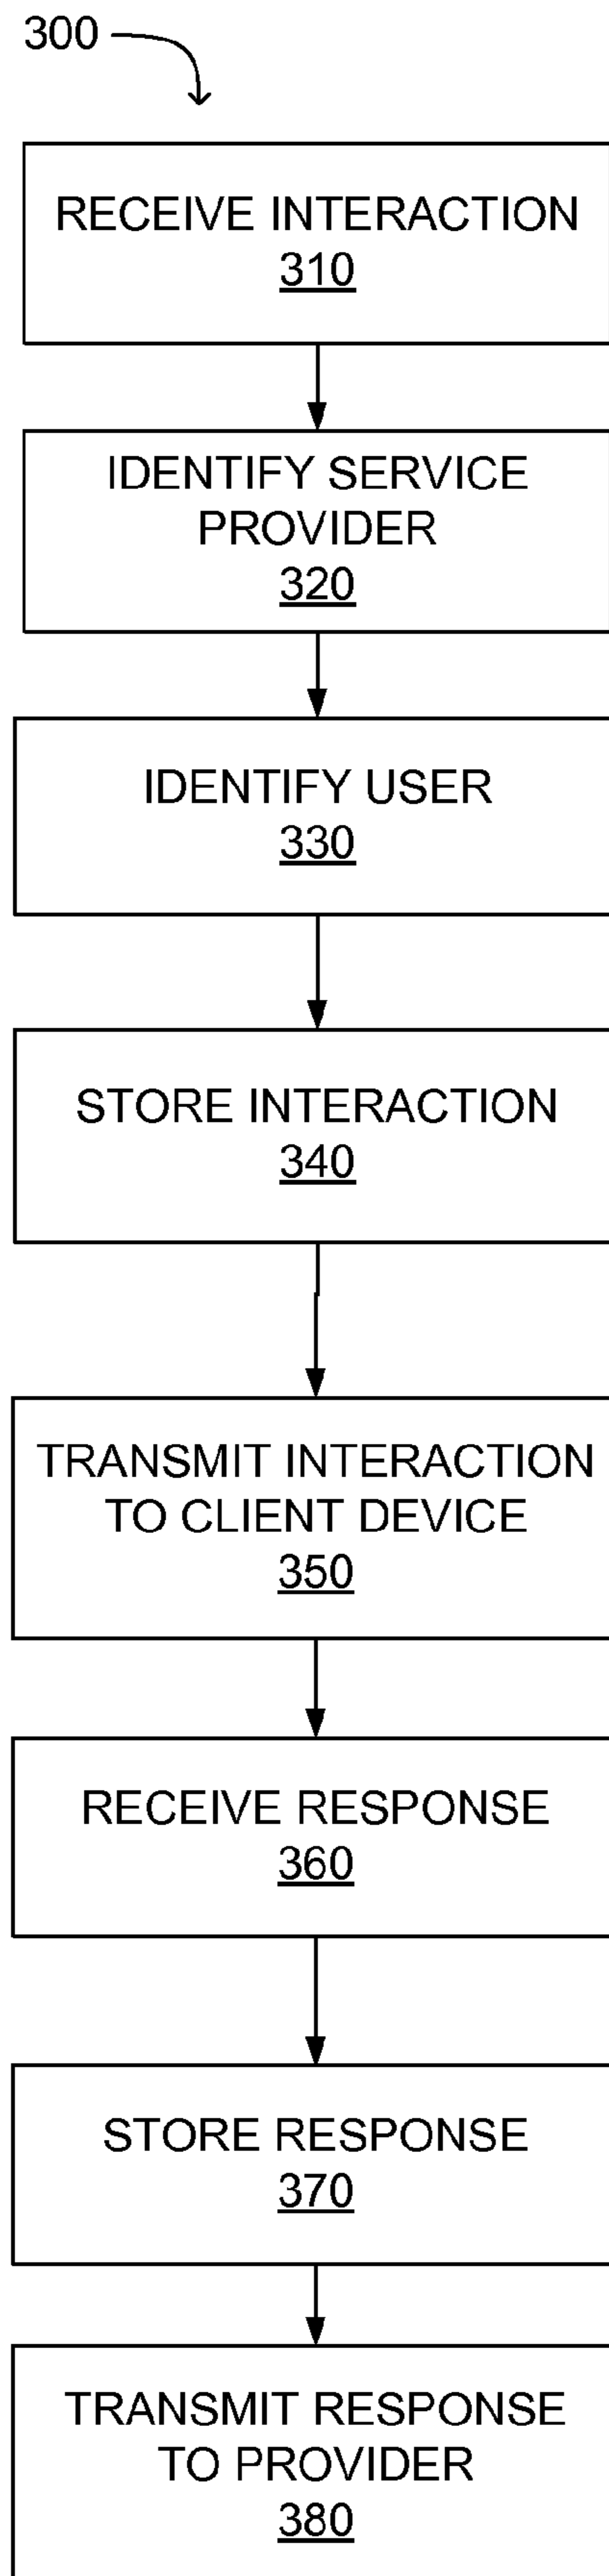 300
RECEIVE INTERACTION
310
IDENTIFY SERVICE
PROVIDER
320
IDENTIFY USER
330
STORE INTERACTION
340
TRANSMIT INTERACTION
TO CLIENT DEVICE
350
RECEIVE RESPONSE
360
STORE RESPONSE
370
TRANSMIT RESPONSE
TO PROVIDER
380